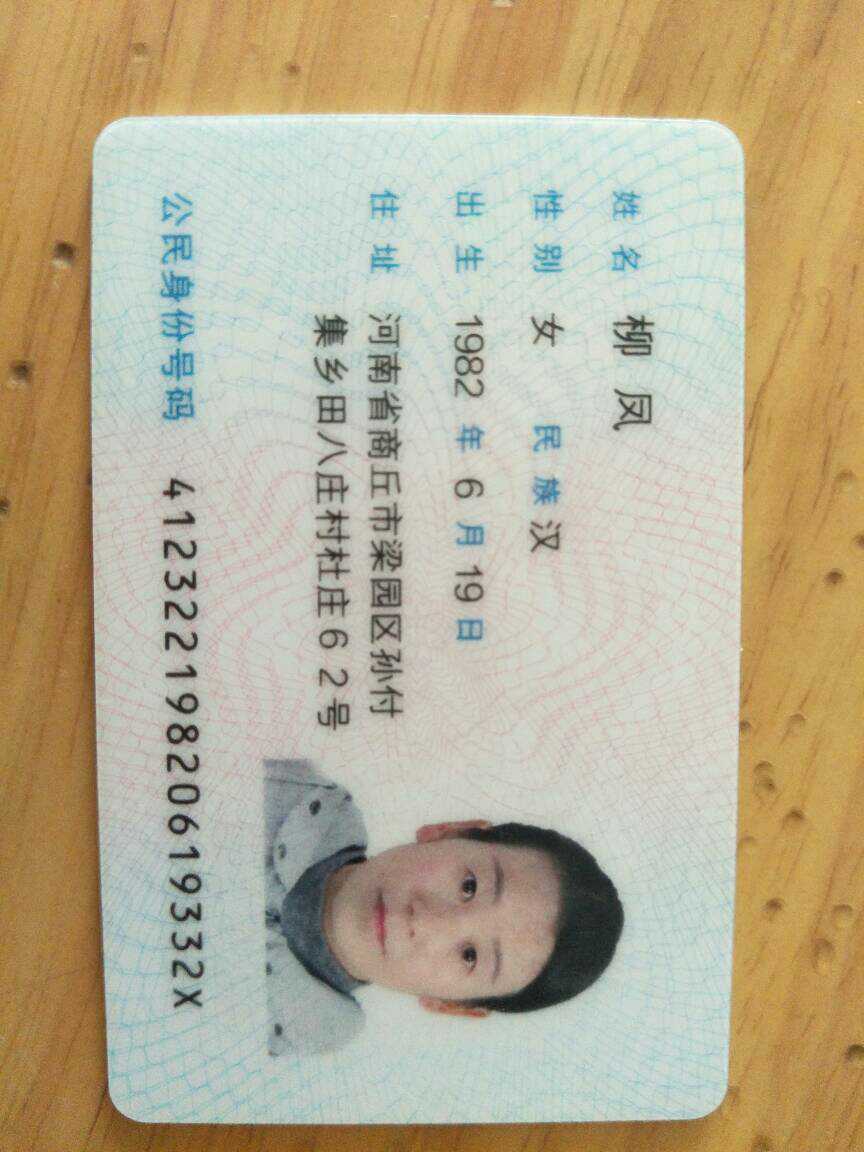 姓名 柳凤
性别 女 民族 汉
出生 1982 年 6 月 19 日
住址 河南省商丘市梁园区孙付
集乡田八庄村杜庄62号
公民身份号码 41232219820619332X